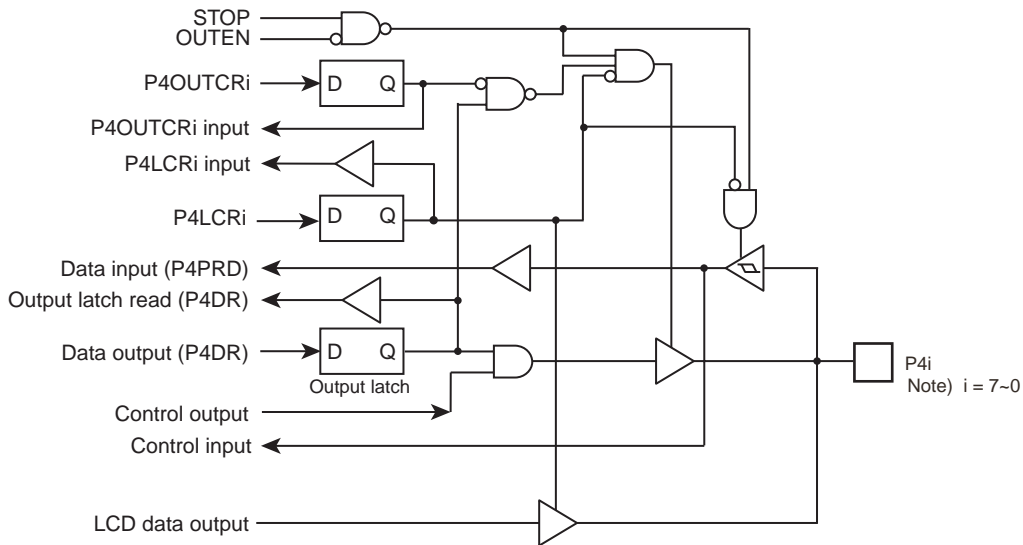 STOP
OUTEN
P4OUTCRi
D Q
P4OUTCRi input
P4LCRi input
P4LCRi
D Q
Data input (P4PRD)
Output latch read (P4DR)
Data output (P4DR)
D Q
Output latch
P4i
Note) i = 7~0
Control output
Control input
LCD data output